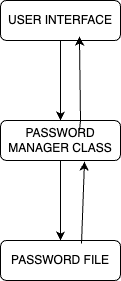 USER INTERFACE
PASSWORD
MANAGER CLASS
PASSWORD FILE